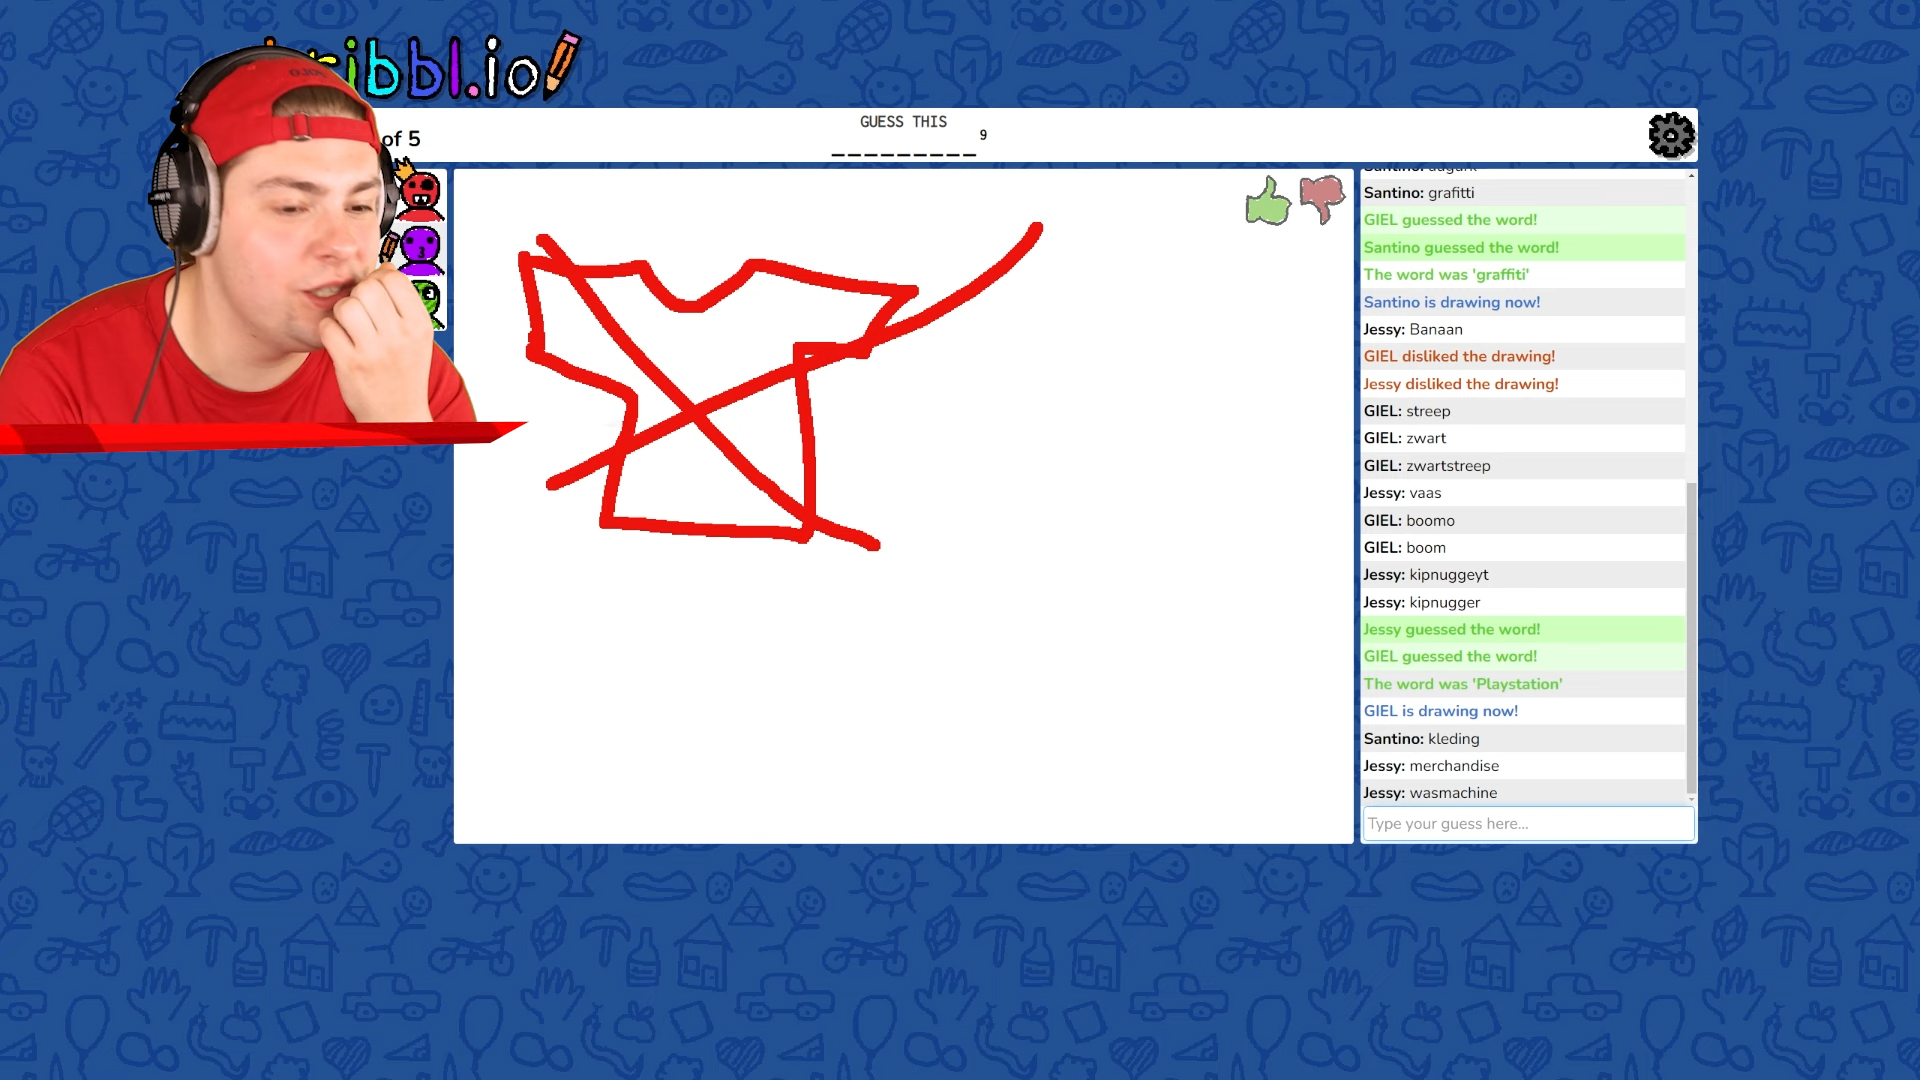 ribbl.io
of 5
GUESS THIS
_________ 9
Santino: grafitti
GIEL guessed the word!
Santino guessed the word!
The word was 'graffiti'
Santino is drawing now!
Jessy: Banaan
GIEL disliked the drawing!
Jessy disliked the drawing!
GIEL: streep
GIEL: zwart
GIEL: zwartstreep
Jessy: vaas
GIEL: boomo
GIEL: boom
Jessy: kipnuggeyt
Jessy: kipnugger
Jessy guessed the word!
GIEL guessed the word!
The word was 'Playstation'
GIEL is drawing now!
Santino: kleding
Jessy: merchandise
Jessy: wasmachine
Type your guess here...